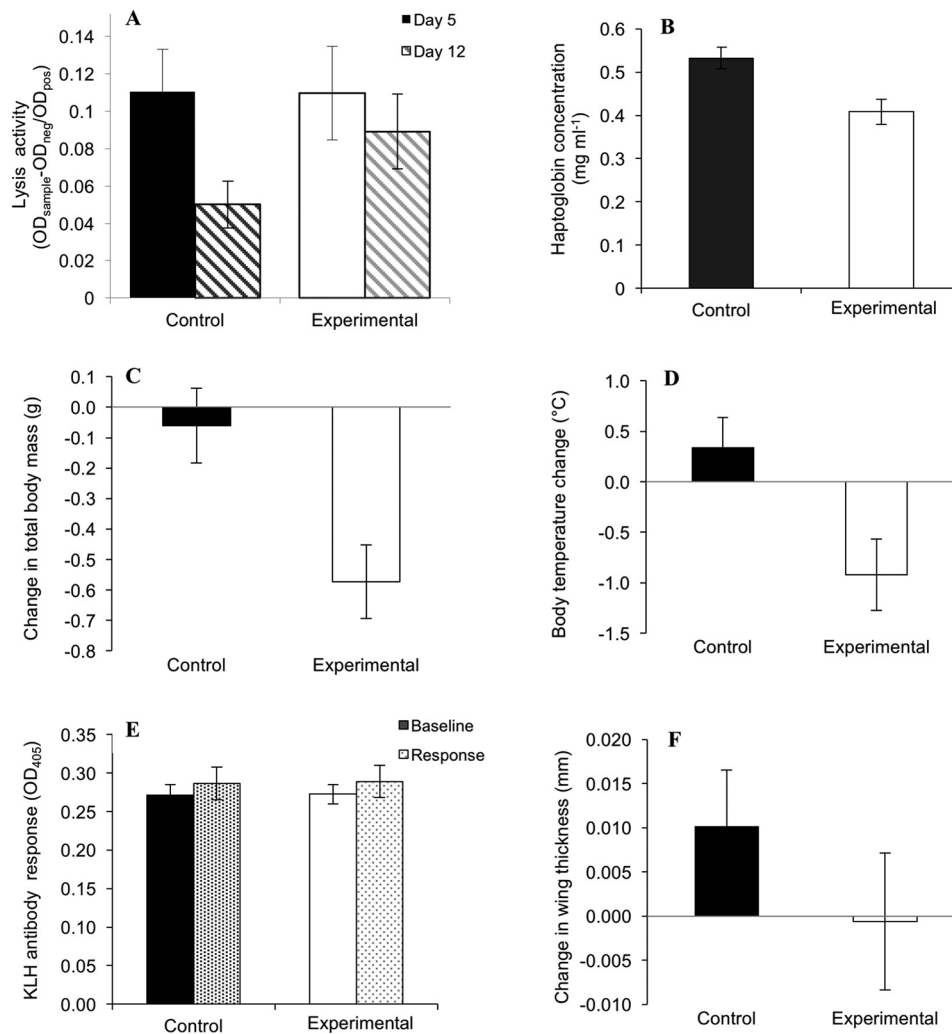 A
Day 5
Day 12
Lysis activity
(OD_sample-OD_neg/OD_pos)
0.14
0.12
0.1
0.08
0.06
0.04
0.02
0
Control Experimental
B
Haptoglobin concentration
(mg ml⁻¹)
0.6
0.5
0.4
0.3
0.2
0.1
0
Control Experimental
C
Change in total body mass (g)
0.1
0.0
-0.1
-0.2
-0.3
-0.4
-0.5
-0.6
-0.7
-0.8
Control Experimental
D
Body temperature change (°C)
1.0
0.5
0.0
-0.5
-1.0
-1.5
Control Experimental
E
Baseline
Response
KLH antibody response (OD₄₀₅)
0.35
0.30
0.25
0.20
0.15
0.10
0.05
0.00
Control Experimental
F
Change in wing thickness (mm)
0.020
0.015
0.010
0.005
0.000
-0.005
-0.010
Control Experimental